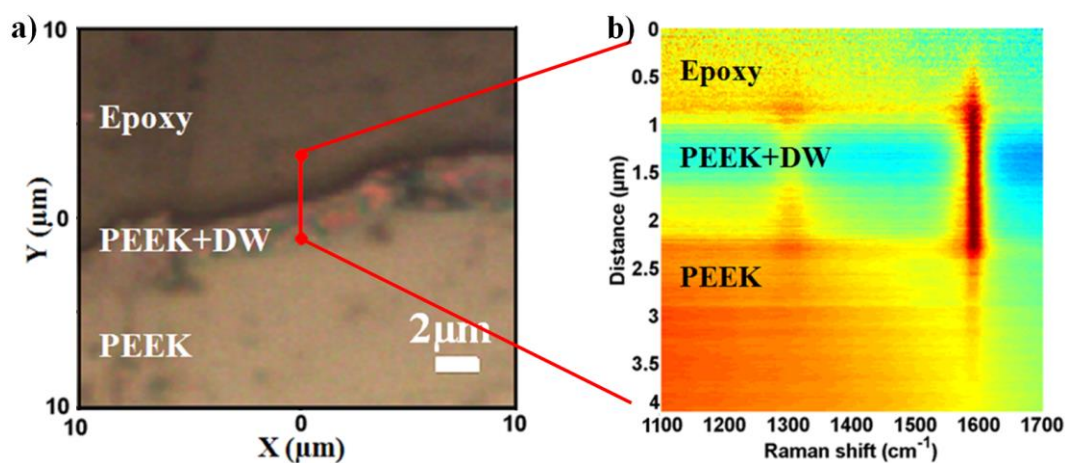 a)
10
Epoxy
0
PEEK+DW
PEEK
2μm
10
10
0
10
X (μm)
Y (μm)
b)
0
0.5
1
1.5
2
2.5
3
3.5
4
Epoxy
PEEK+DW
PEEK
Distance (μm)
1100 1200 1300 1400 1500 1600 1700
Raman shift (cm⁻¹)